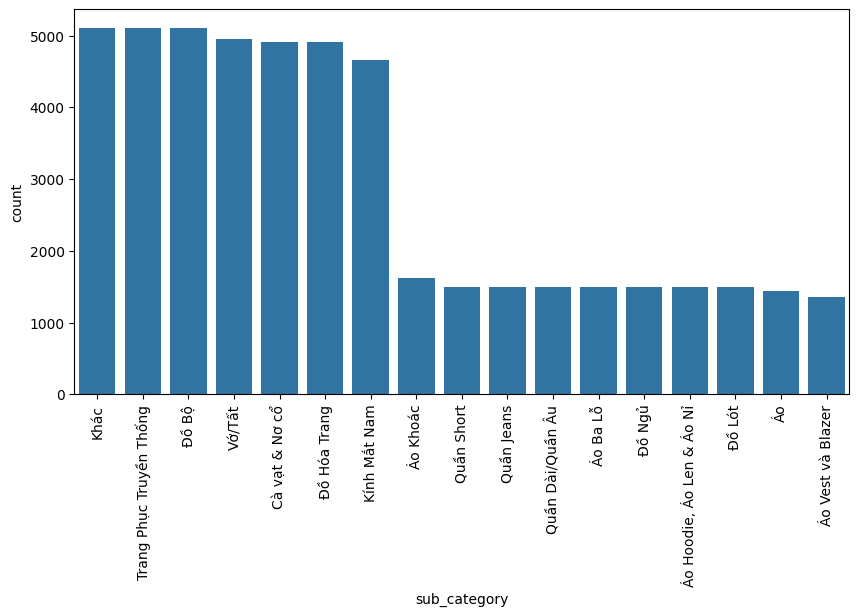 5000
4000
3000
2000
1000
0
count
Khác
Trang Phục Truyền Thống
Đồ Bộ
Vớ/Tất
Cà vạt & Nơ cổ
Đồ Hóa Trang
Kính Mắt Nam
Áo Khoác
Quần Short
Quần Jeans
Quần Dài/Quần Âu
Áo Ba Lỗ
Đồ Ngủ
Áo Hoodie, Áo Len & Áo Nỉ
Đồ Lót
Áo
Áo Vest và Blazer
sub_category